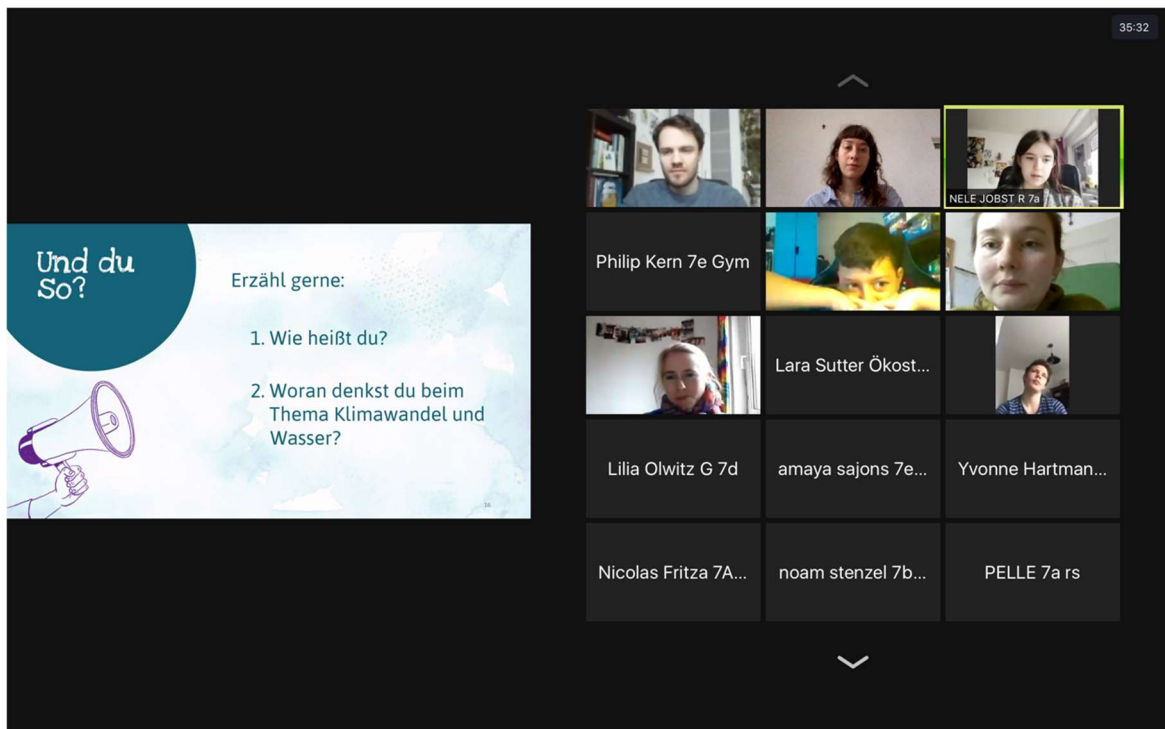 35:32
Und du
So?
Erzähl gerne:
1. Wie heißt du?
2. Woran denkst du beim
Thema Klimawandel und
Wasser?
16
NELE JOBST R 7a
Philip Kern 7e Gym
Lara Sutter Ökost...
Lilia Olwitz G 7d
amaya sajons 7e...
Yvonne Hartman...
Nicolas Fritza 7A...
noam stenzel 7b...
PELLE 7a rs